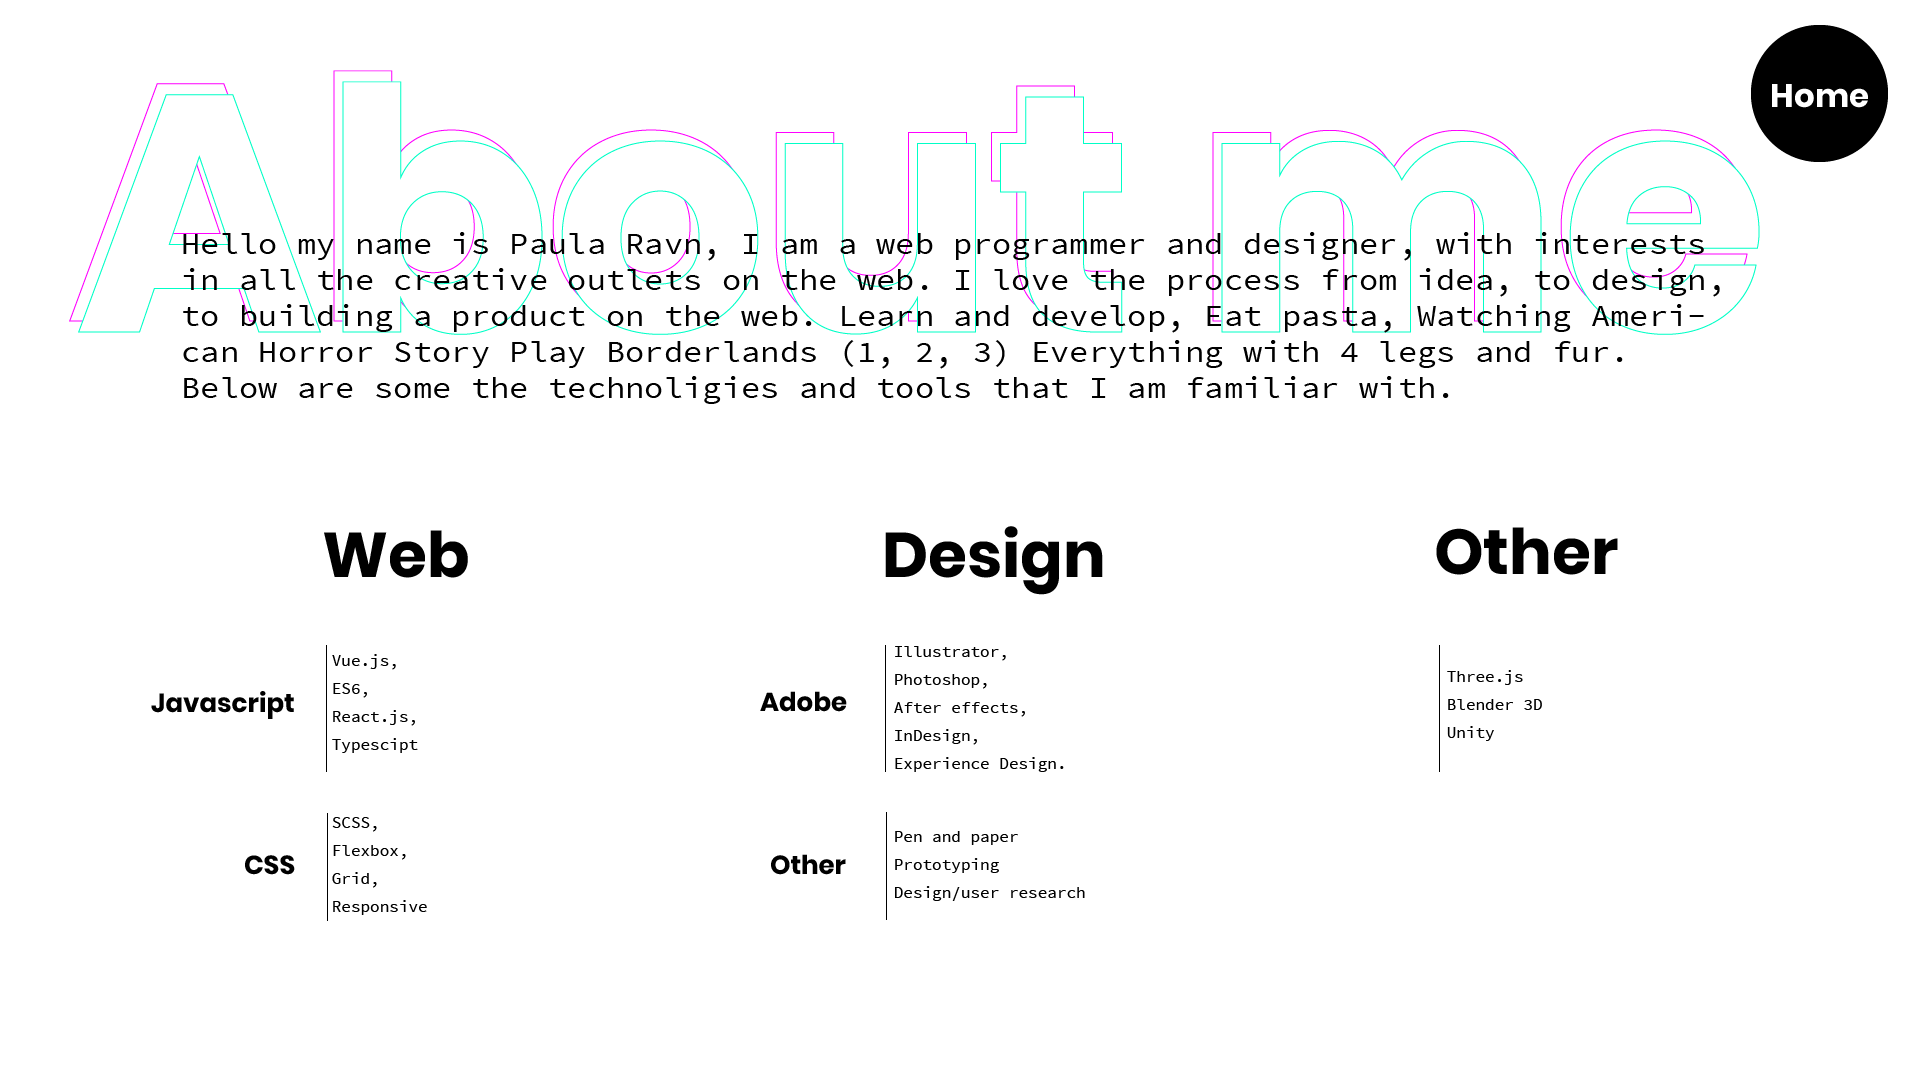 About me
Home
Hello my name is Paula Ravn, I am a web programmer and designer, with interests
in all the creative outlets on the web. I love the process from idea, to design,
to building a product on the web. Learn and develop, Eat pasta, Watching Ameri-
can Horror Story Play Borderlands (1, 2, 3) Everything with 4 legs and fur.
Below are some the technoligies and tools that I am familiar with.
Web
Javascript
Vue.js,
ES6,
React.js,
Typescipt
CSS
SCSS,
Flexbox,
Grid,
Responsive
Design
Adobe
Illustrator,
Photoshop,
After effects,
InDesign,
Experience Design.
Other
Pen and paper
Prototyping
Design/user research
Other
Three.js
Blender 3D
Unity